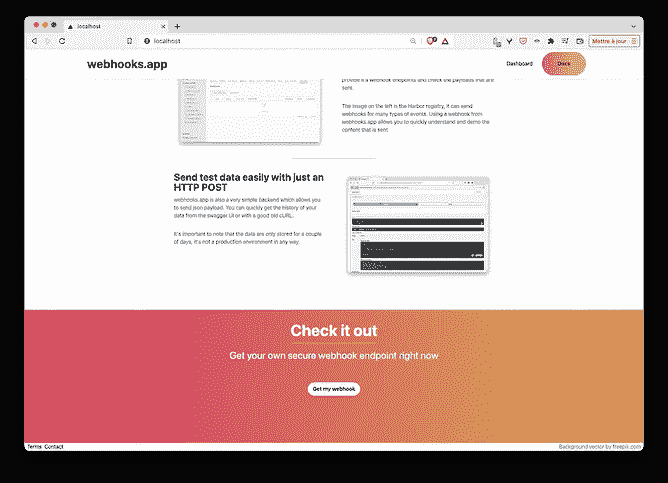 localhost
localhost
Mettre à jour
webhooks.app
Dashboard
Docs
provide it a webhook endpoints and check the payloads that are
sent.
The image on the left is the Harbor registry, it can send
webhooks for many types of events. Using a webhook from
webhooks.app allows you to quickly understand and demo the
content that is sent
Send test data easily with just an
HTTP POST
webhooks.app is also a very simple backend which allows you
to send json payload. You can quickly get the history of your
data from the swagger UI or with a good old cURL.
It's important to note that the data are only stored for a couple
of days, it's not a production environment in any way.
Check it out
Get your own secure webhook endpoint right now
Get my webhook
Terms Contact
Background vector by freepik.com